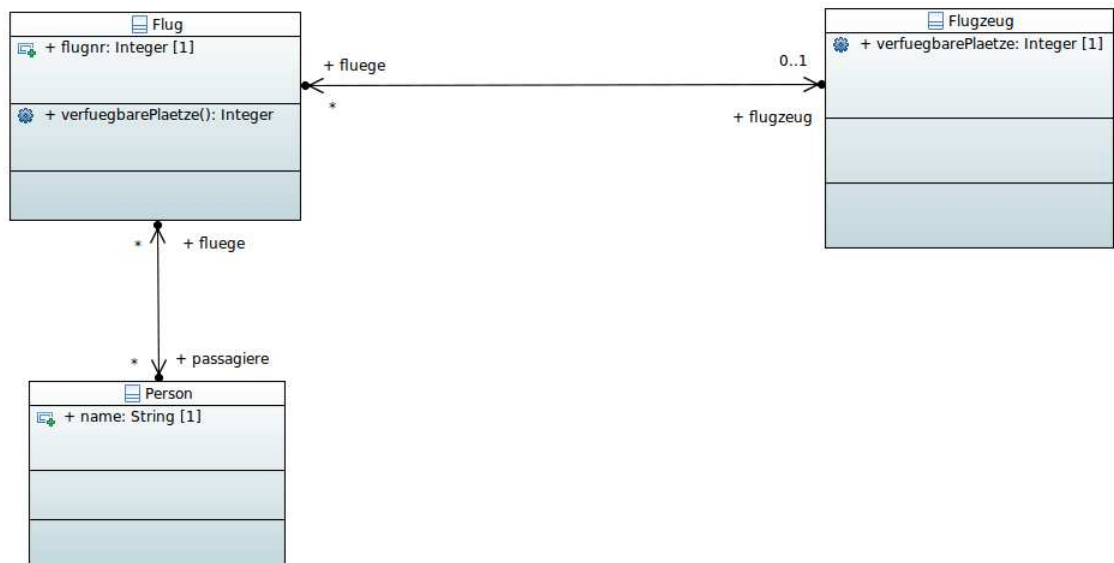 Flug
+ flugnr: Integer [1]
+ verfuegbarePlaetze(): Integer
+ fluege
*
0..1
+ flugzeug
Flugzeug
+ verfuegbarePlaetze: Integer [1]
*
+ fluege
*
+ passagiere
Person
+ name: String [1]